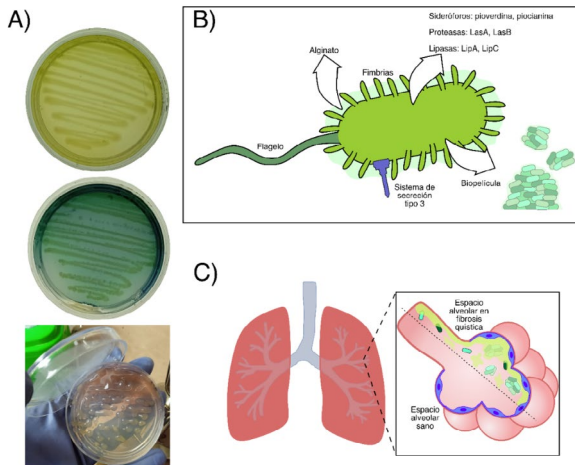 A)
B)
Sideróforos: pioverdina, piocianina
Proteasas: LasA, LasB
Lipasas: LipA, LipC
Alginato
Fimbrias
Flagelo
Sistema de
secreción
tipo 3
Biopelícula
C)
Espacio
alveolar en
fibrosis
quística
Espacio
alveolar
sano